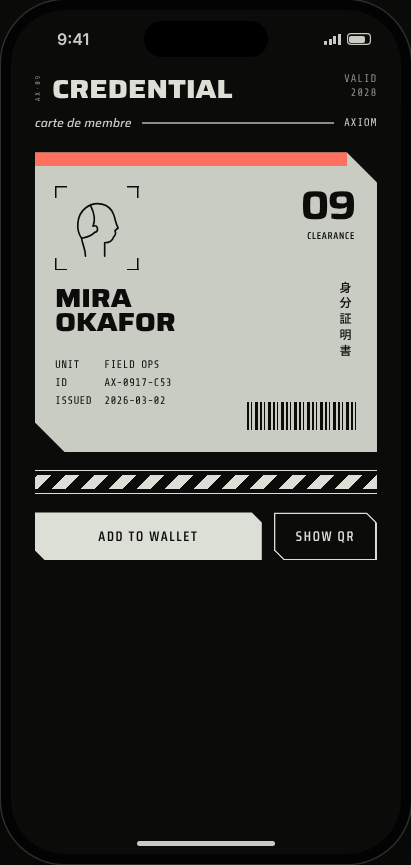 9:41
AX-09
CREDENTIAL
VALID
2028
carte de membre
AXIOM
09
CLEARANCE
MIRA
OKAFOR
身分証明書
UNIT FIELD OPS
ID AX-0917-C53
ISSUED 2026-03-02
ADD TO WALLET
SHOW QR